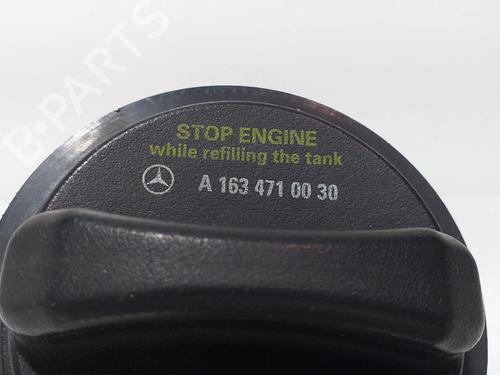 B-PARTS
STOP ENGINE
while refilling the tank
A 163 471 00 30